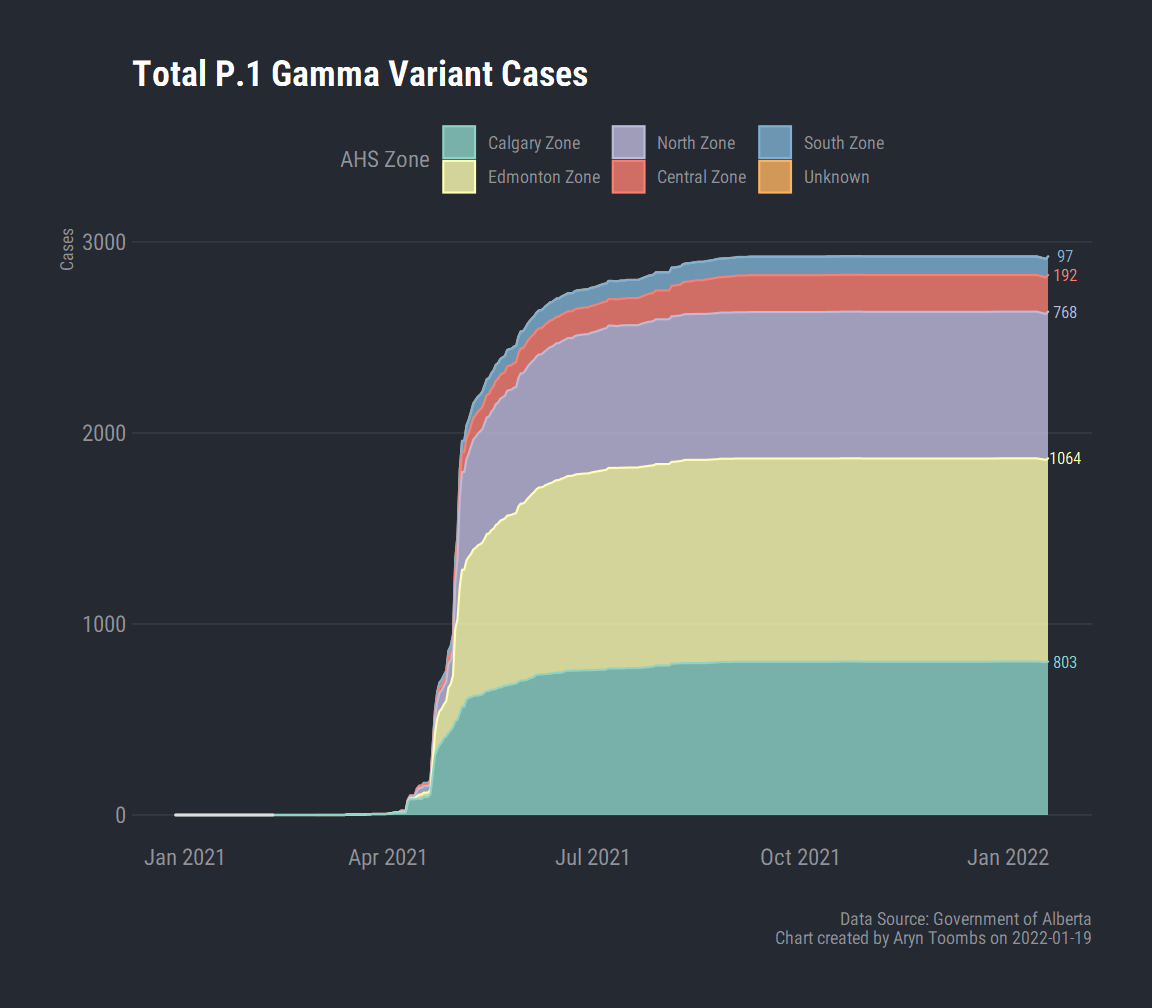 Total P.1 Gamma Variant Cases
AHS Zone
Calgary Zone
North Zone
South Zone
Edmonton Zone
Central Zone
Unknown
Cases
3000
2000
1000
0
97
192
768
1064
803
Jan 2021
Apr 2021
Jul 2021
Oct 2021
Jan 2022
Data Source: Government of Alberta
Chart created by Aryn Toombs on 2022-01-19